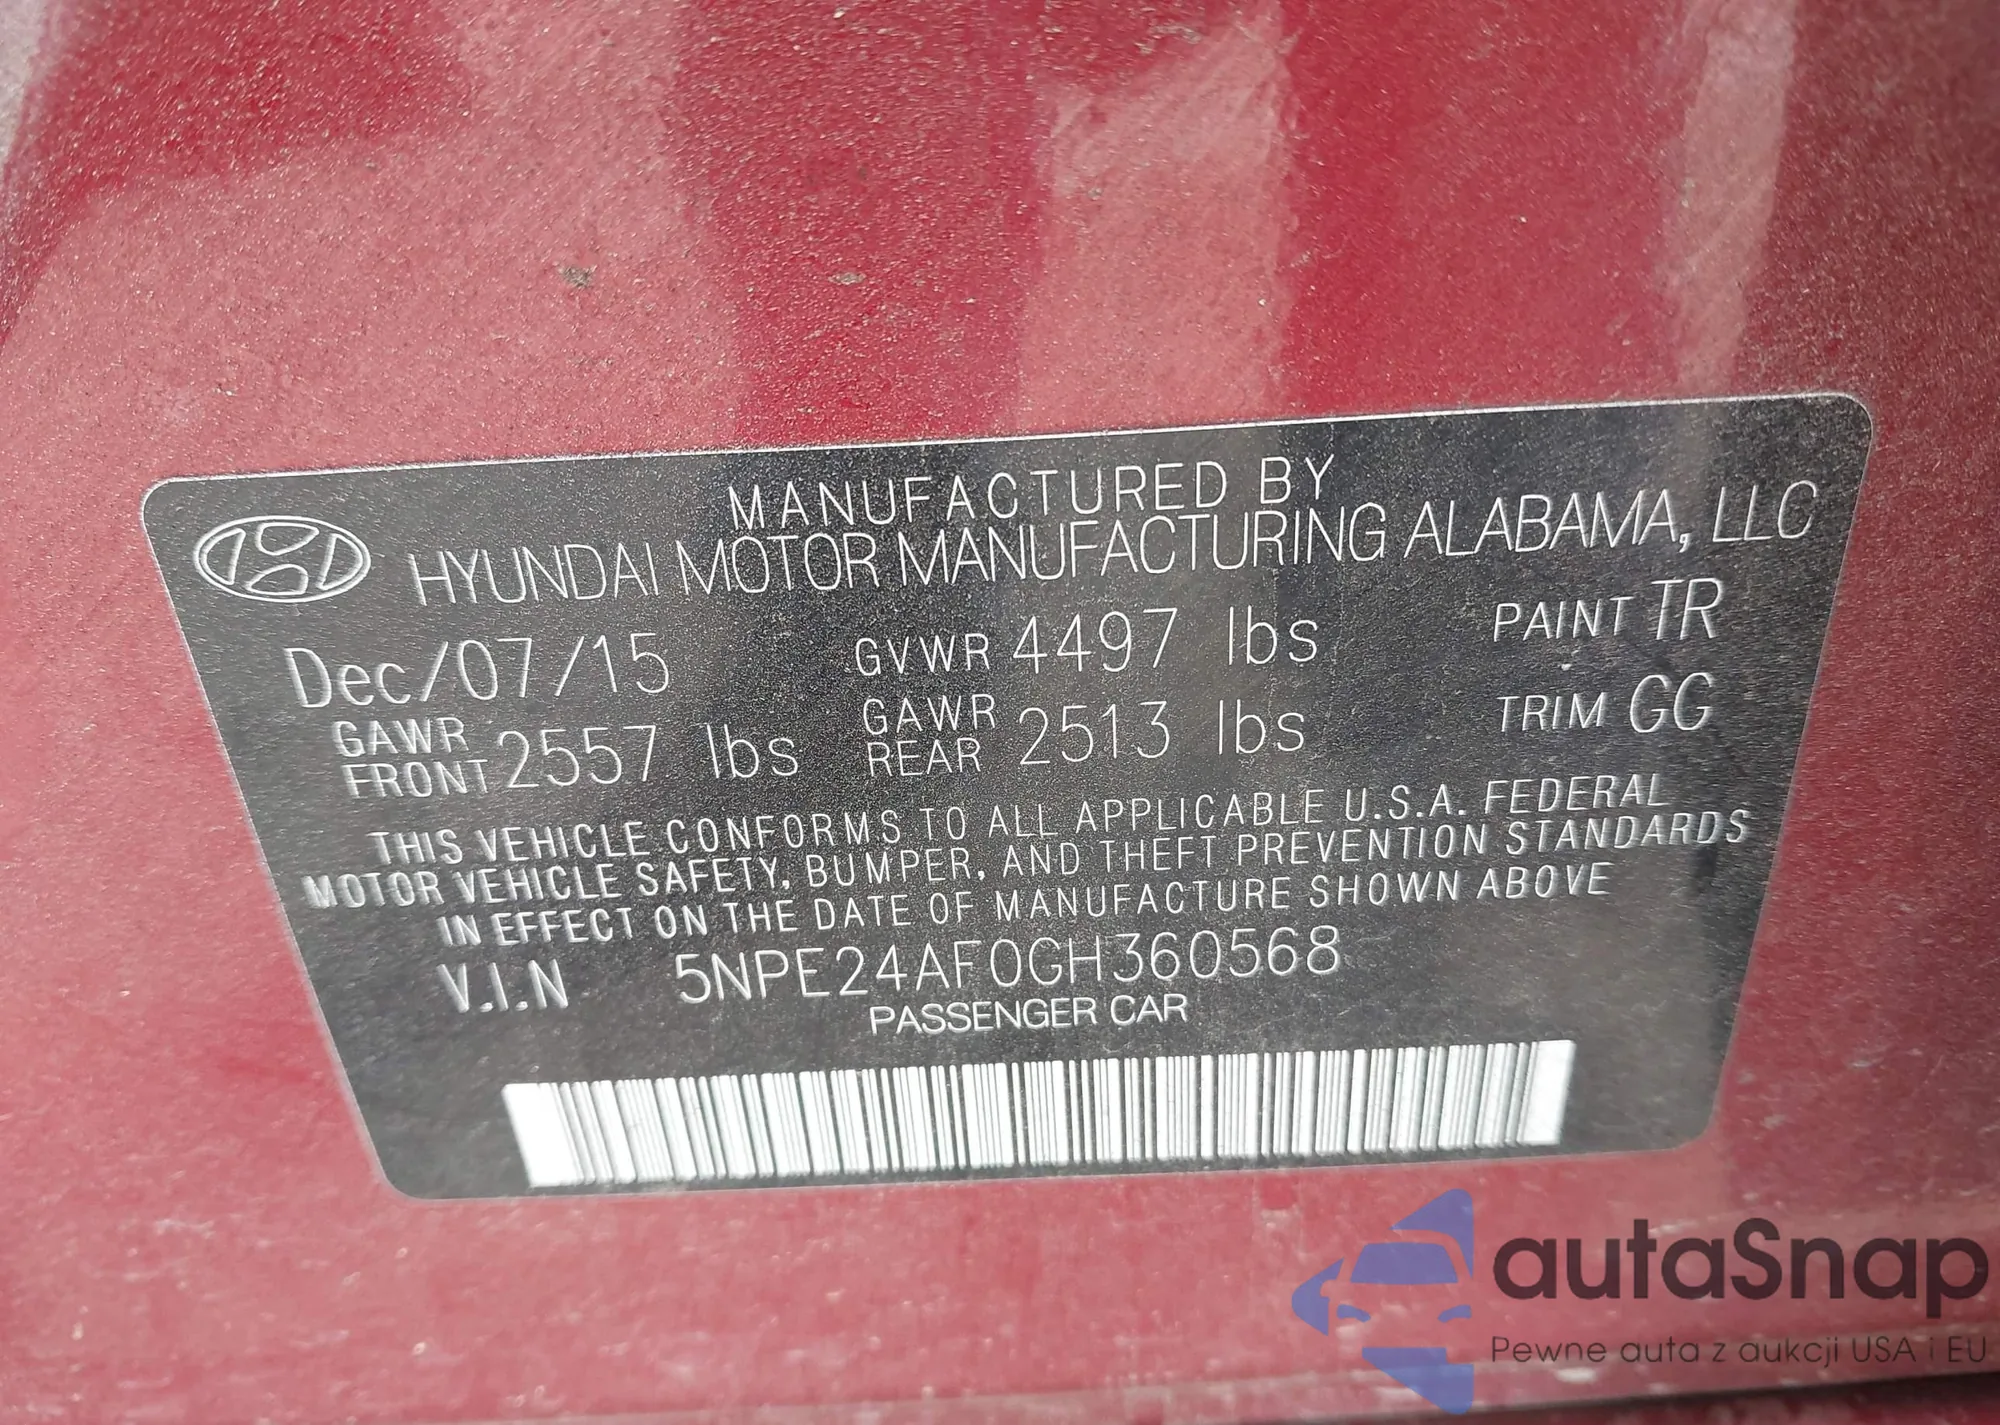 MANUFACTURED BY
HYUNDAI MOTOR MANUFACTURING ALABAMA, LLC
Dec/07/15 GVWR 4497 lbs PAINT TR
GAWR FRONT 2557 lbs GAWR REAR 2513 lbs TRIM GG
THIS VEHICLE CONFORMS TO ALL APPLICABLE U.S.A. FEDERAL
MOTOR VEHICLE SAFETY, BUMPER, AND THEFT PREVENTION STANDARDS
IN EFFECT ON THE DATE OF MANUFACTURE SHOWN ABOVE
V.I.N 5NPE24AF0GH360568
PASSENGER CAR
autaSnap
Pewne auta z aukcji USA i EU